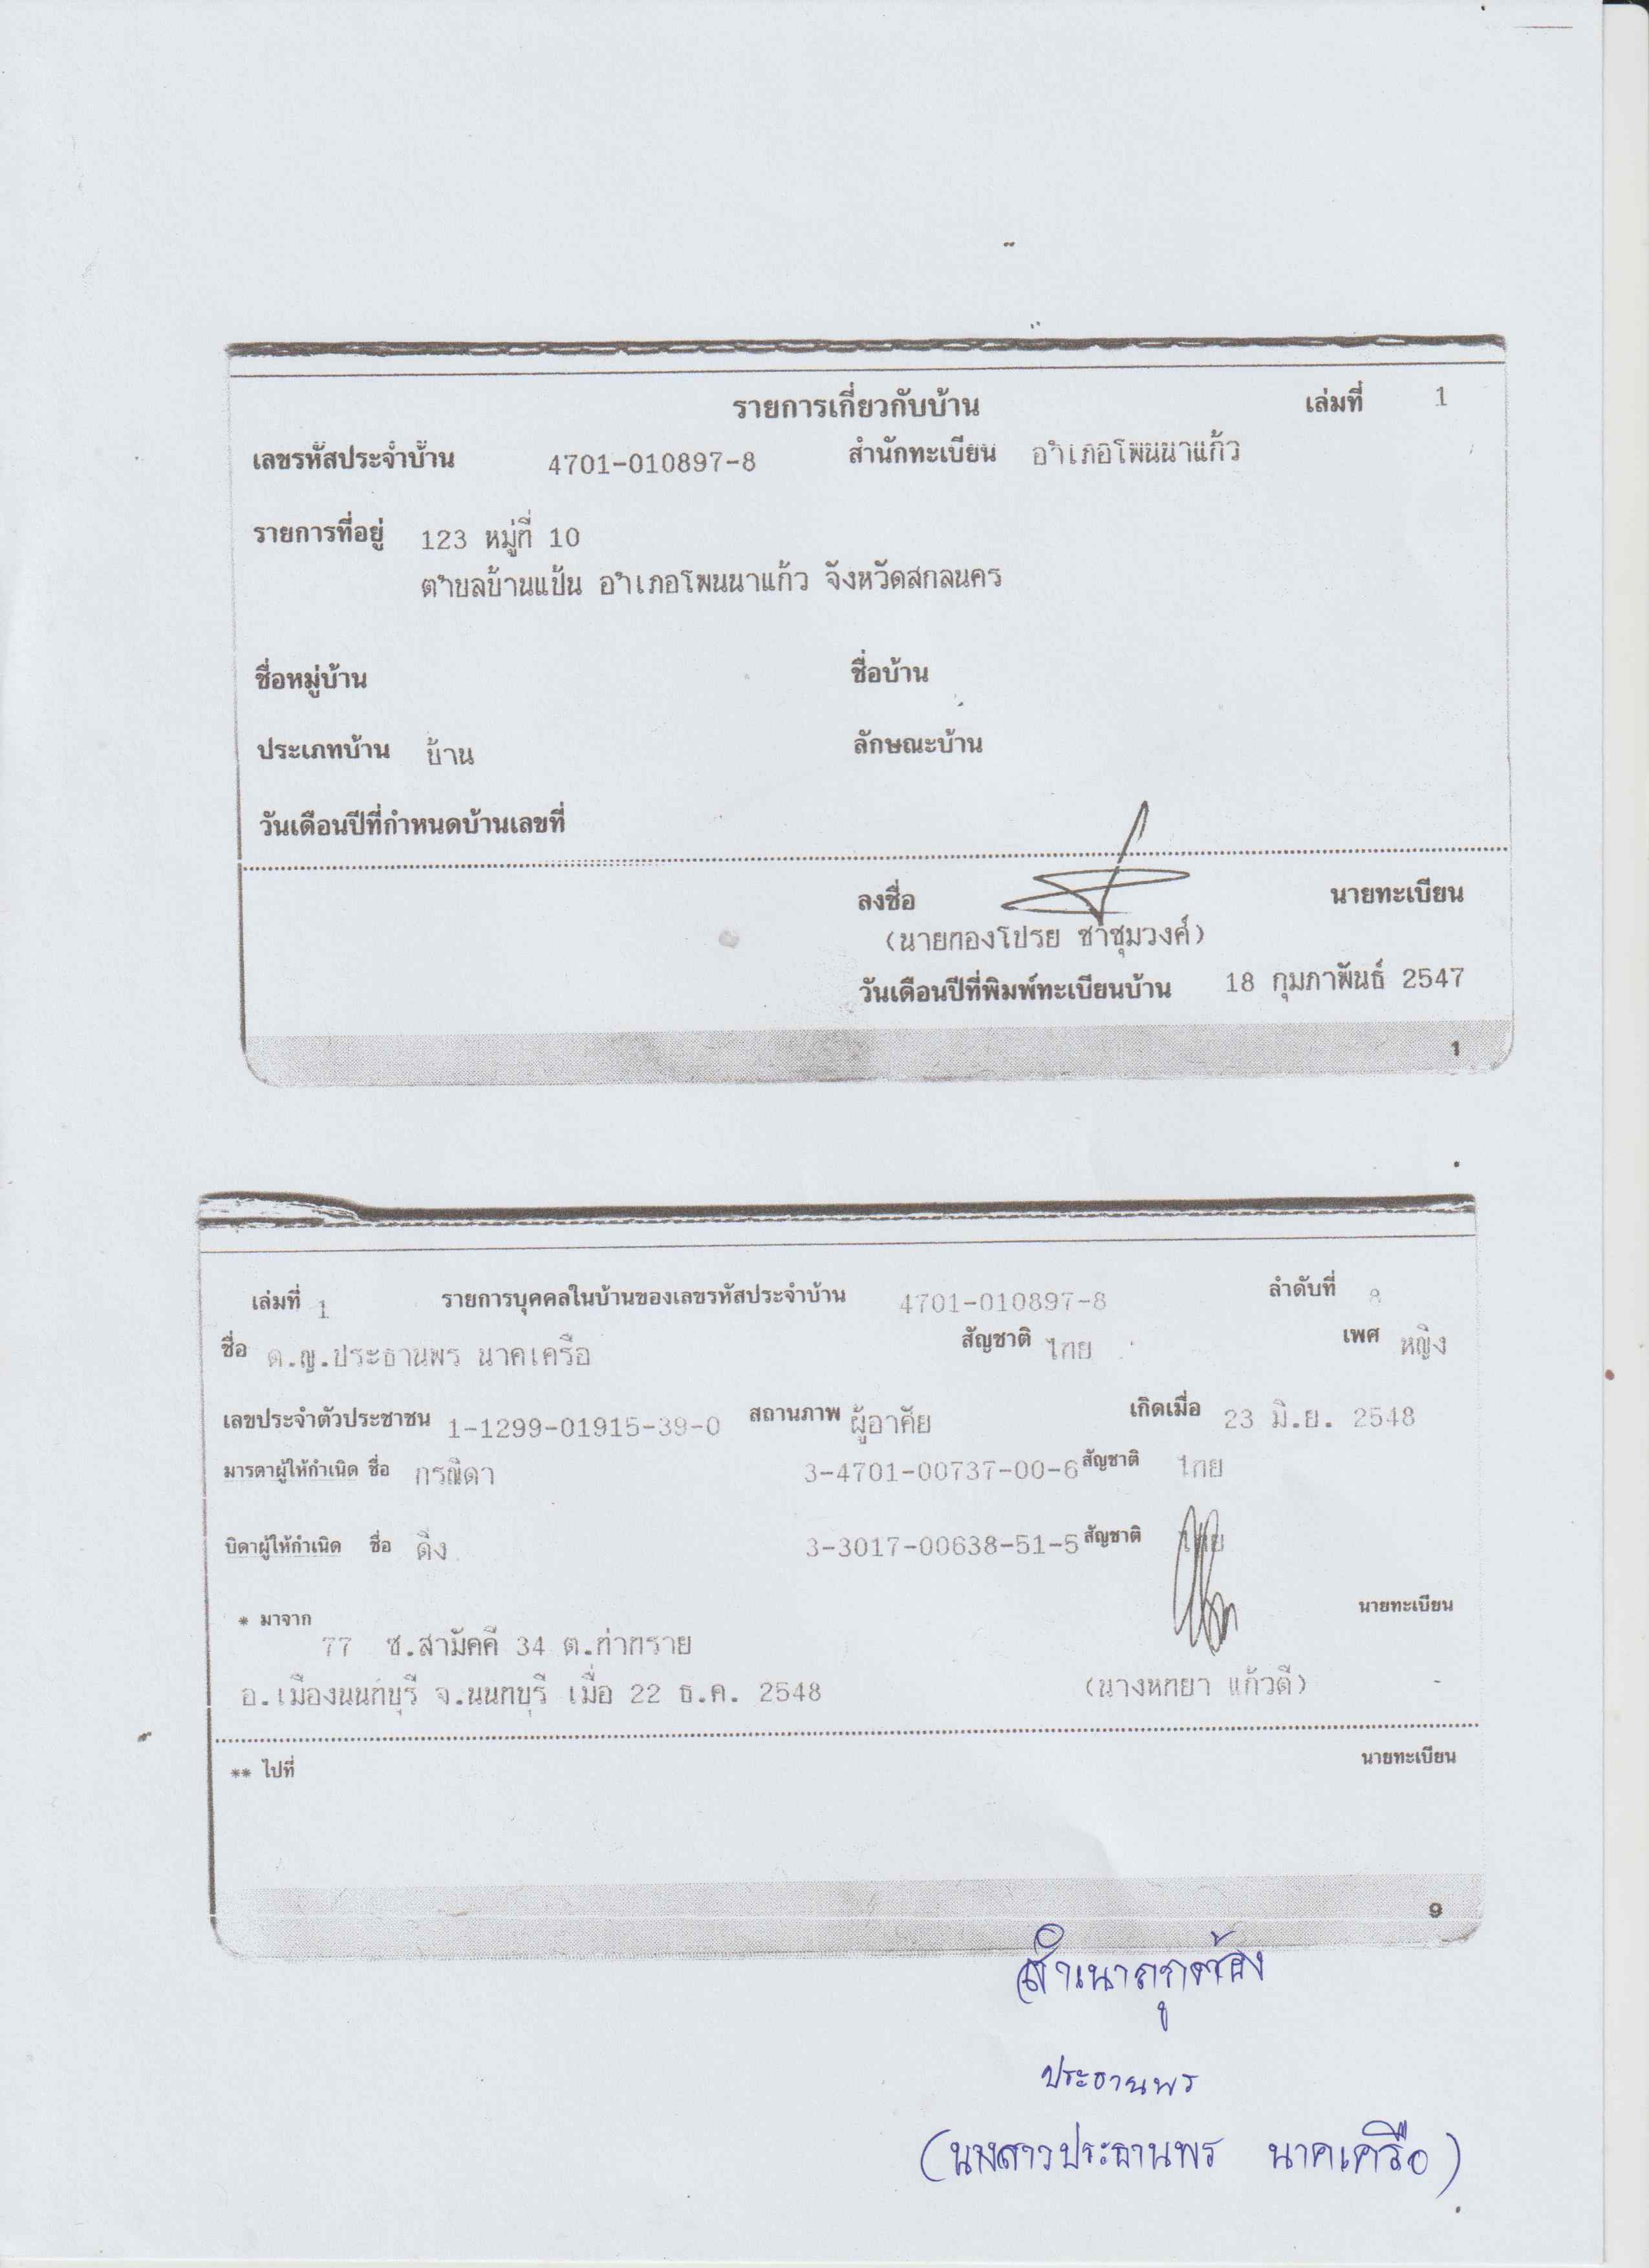 รายการเกี่ยวกับบ้าน เล่มที่ 1
เลขรหัสประจำบ้าน 4701-010897-8 สำนักทะเบียน อำเภอโพนนาแก้ว
รายการที่อยู่ 123 หมู่ที่ 10
ตำบลบ้านแป้น อำเภอโพนนาแก้ว จังหวัดสกลนคร
ชื่อหมู่บ้าน ชื่อบ้าน
ประเภทบ้าน บ้าน ลักษณะบ้าน
วันเดือนปีที่กำหนดบ้านเลขที่
ลงชื่อ นายทะเบียน
(นายทองโปรย ชาชุมวงค์)
วันเดือนปีที่พิมพ์ทะเบียนบ้าน 18 กุมภาพันธ์ 2547
1
เล่มที่ 1 รายการบุคคลในบ้านของเลขรหัสประจำบ้าน 4701-010897-8 ลำดับที่ 8
ชื่อ ด.ญ.ประธานพร นาคเครือ สัญชาติ ไทย เพศ หญิง
เลขประจำตัวประชาชน 1-1299-01915-39-0 สถานภาพ ผู้อาศัย เกิดเมื่อ 23 มิ.ย. 2548
มารดาผู้ให้กำเนิด ชื่อ กรณิดา 3-4701-00737-00-6 สัญชาติ ไทย
บิดาผู้ให้กำเนิด ชื่อ ดิ่ง 3-3017-00638-51-5 สัญชาติ ไทย
* มาจาก นายทะเบียน
77 ซ.สามัคคี 34 ต.ท่าทราย
อ.เมืองนนทบุรี จ.นนทบุรี เมื่อ 22 ธ.ค. 2548 (นางหทยา แก้วดี)
** ไปที่ นายทะเบียน
9
สำเนาถูกต้อง
ประธานพร
(นางสาวประธานพร นาคเครือ)